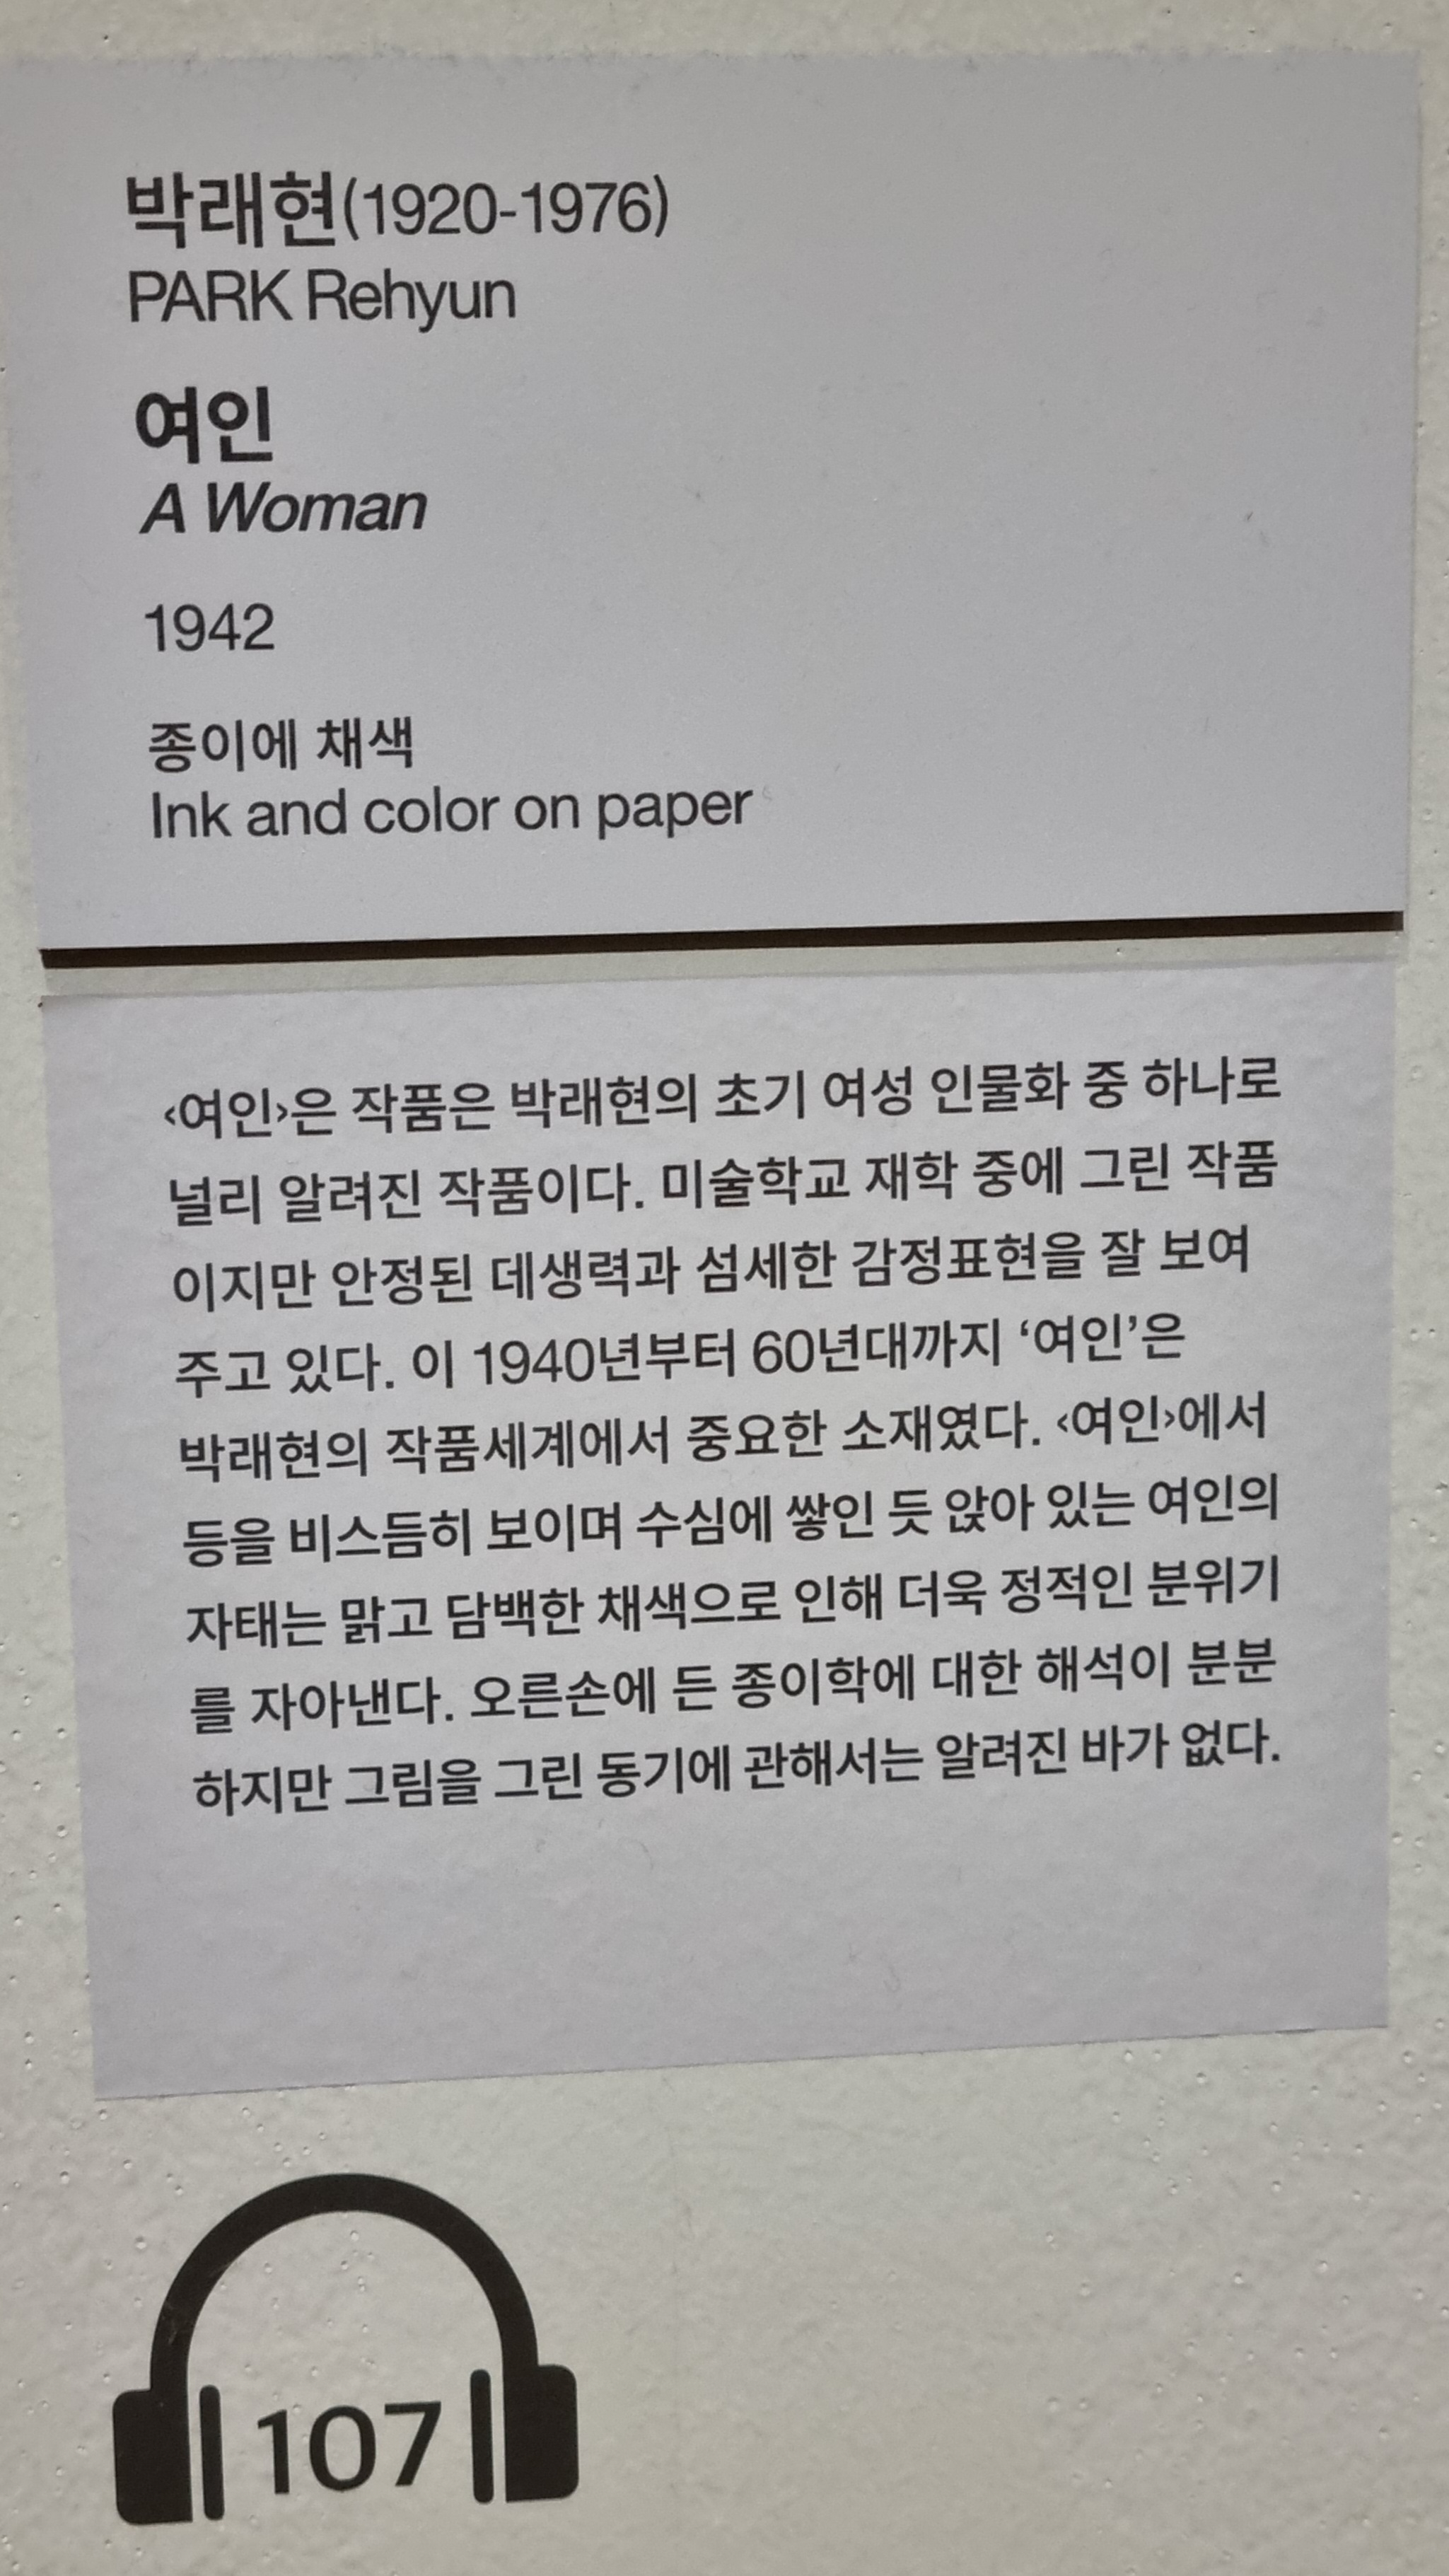 박래현(1920-1976)
PARK Rehyun
여인
A Woman
1942
종이에 채색
Ink and color on paper
‹여인›은 작품은 박래현의 초기 여성 인물화 중 하나로
널리 알려진 작품이다. 미술학교 재학 중에 그린 작품
이지만 안정된 데생력과 섬세한 감정표현을 잘 보여
주고 있다. 이 1940년부터 60년대까지 ‘여인’은
박래현의 작품세계에서 중요한 소재였다. ‹여인›에서
등을 비스듬히 보이며 수심에 쌓인 듯 앉아 있는 여인의
자태는 맑고 담백한 채색으로 인해 더욱 정적인 분위기
를 자아낸다. 오른손에 든 종이학에 대한 해석이 분분
하지만 그림을 그린 동기에 관해서는 알려진 바가 없다.
107